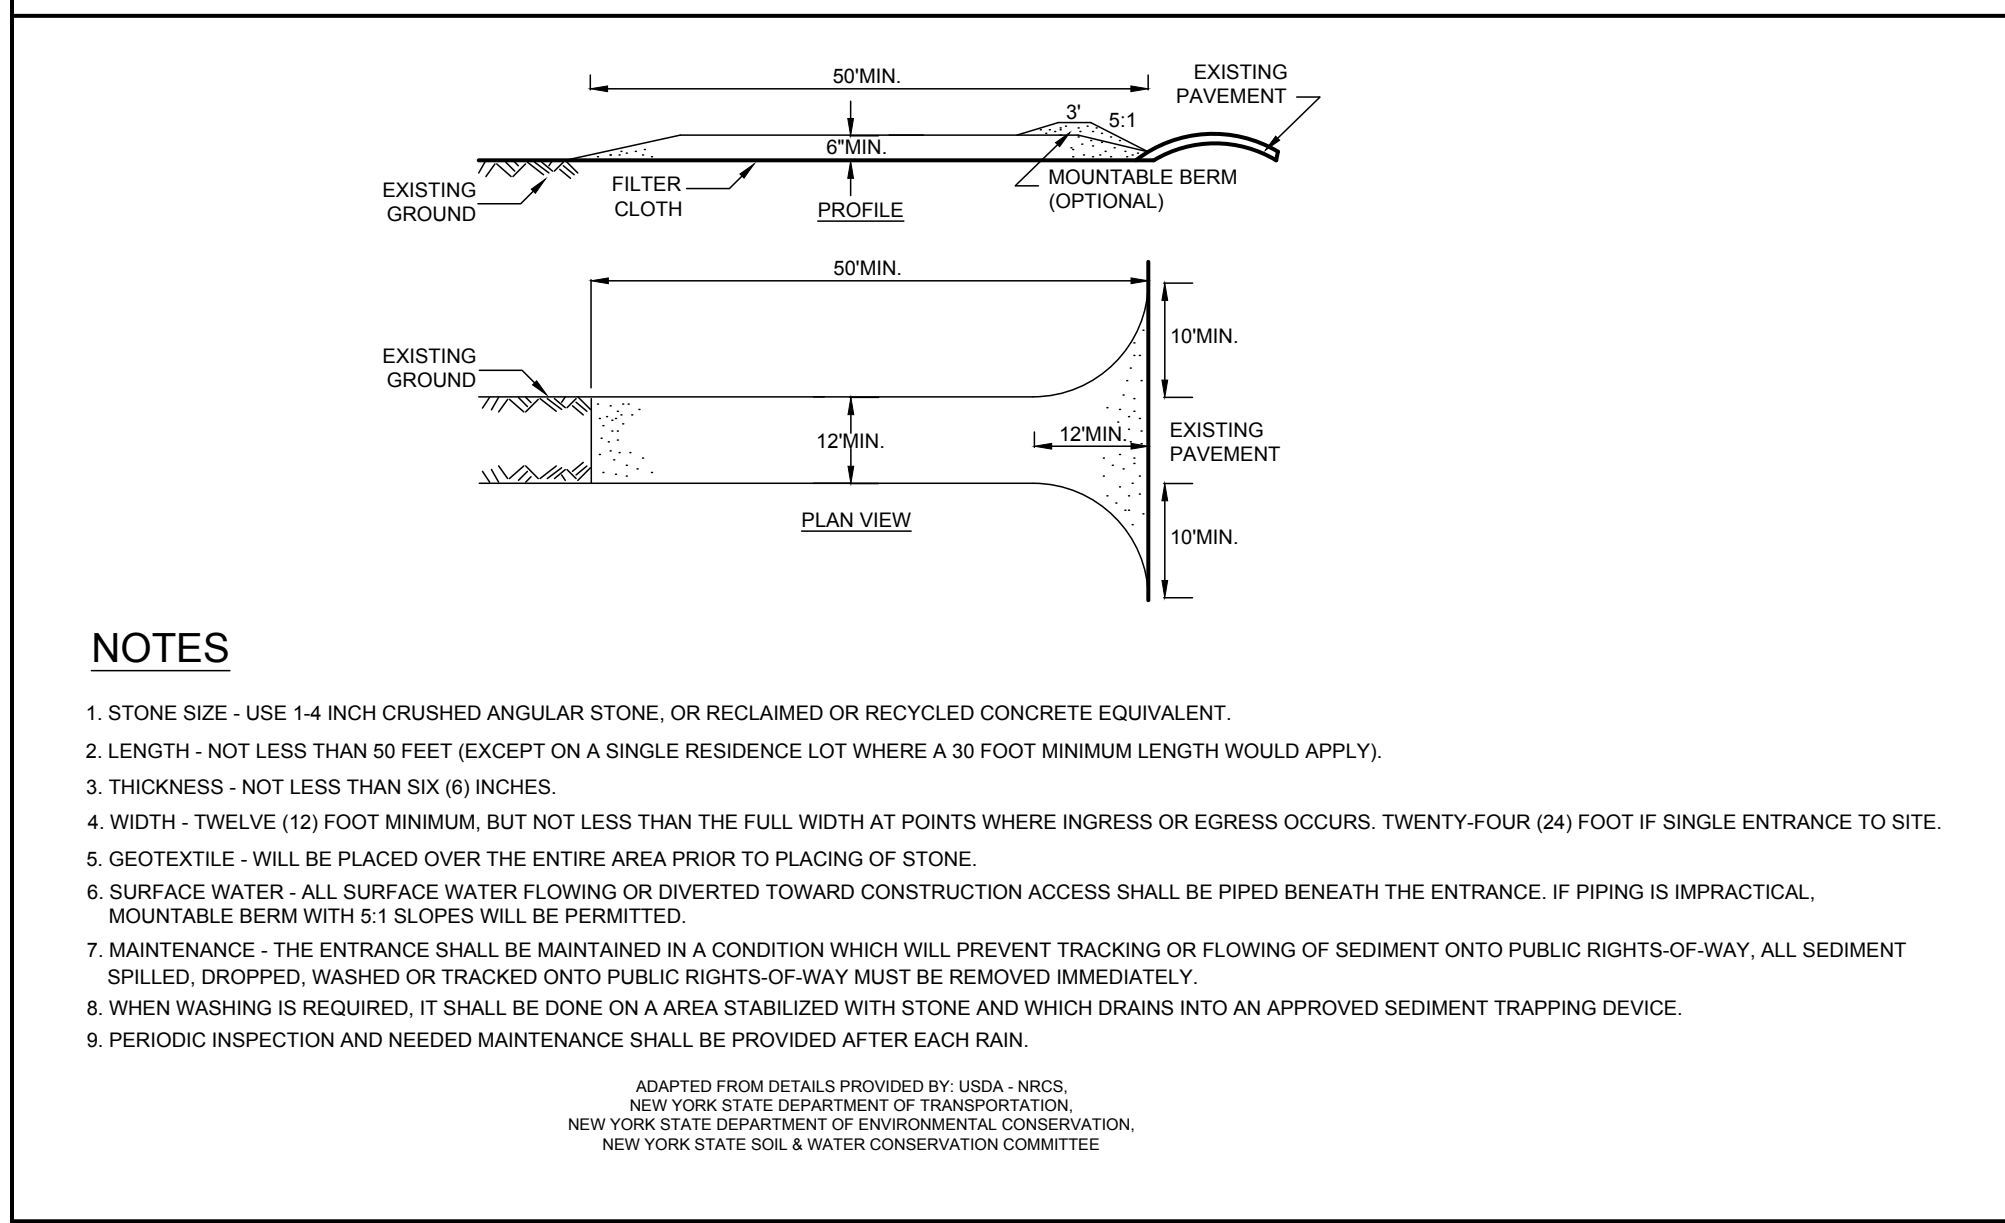 50'MIN.
EXISTING
PAVEMENT
3'
5:1
6"MIN.
EXISTING
GROUND
FILTER
CLOTH
PROFILE
MOUNTABLE BERM
(OPTIONAL)
50'MIN.
10'MIN.
EXISTING
GROUND
12'MIN.
12'MIN.
EXISTING
PAVEMENT
PLAN VIEW
10'MIN.
NOTES
1. STONE SIZE - USE 1-4 INCH CRUSHED ANGULAR STONE, OR RECLAIMED OR RECYCLED CONCRETE EQUIVALENT.
2. LENGTH - NOT LESS THAN 50 FEET (EXCEPT ON A SINGLE RESIDENCE LOT WHERE A 30 FOOT MINIMUM LENGTH WOULD APPLY).
3. THICKNESS - NOT LESS THAN SIX (6) INCHES.
4. WIDTH - TWELVE (12) FOOT MINIMUM, BUT NOT LESS THAN THE FULL WIDTH AT POINTS WHERE INGRESS OR EGRESS OCCURS. TWENTY-FOUR (24) FOOT IF SINGLE ENTRANCE TO SITE.
5. GEOTEXTILE - WILL BE PLACED OVER THE ENTIRE AREA PRIOR TO PLACING OF STONE.
6. SURFACE WATER - ALL SURFACE WATER FLOWING OR DIVERTED TOWARD CONSTRUCTION ACCESS SHALL BE PIPED BENEATH THE ENTRANCE. IF PIPING IS IMPRACTICAL,
MOUNTABLE BERM WITH 5:1 SLOPES WILL BE PERMITTED.
7. MAINTENANCE - THE ENTRANCE SHALL BE MAINTAINED IN A CONDITION WHICH WILL PREVENT TRACKING OR FLOWING OF SEDIMENT ONTO PUBLIC RIGHTS-OF-WAY, ALL SEDIMENT
SPILLED, DROPPED, WASHED OR TRACKED ONTO PUBLIC RIGHTS-OF-WAY MUST BE REMOVED IMMEDIATELY.
8. WHEN WASHING IS REQUIRED, IT SHALL BE DONE ON A AREA STABILIZED WITH STONE AND WHICH DRAINS INTO AN APPROVED SEDIMENT TRAPPING DEVICE.
9. PERIODIC INSPECTION AND NEEDED MAINTENANCE SHALL BE PROVIDED AFTER EACH RAIN.
ADAPTED FROM DETAILS PROVIDED BY: USDA - NRCS,
NEW YORK STATE DEPARTMENT OF TRANSPORTATION,
NEW YORK STATE DEPARTMENT OF ENVIRONMENTAL CONSERVATION,
NEW YORK STATE SOIL & WATER CONSERVATION COMMITTEE